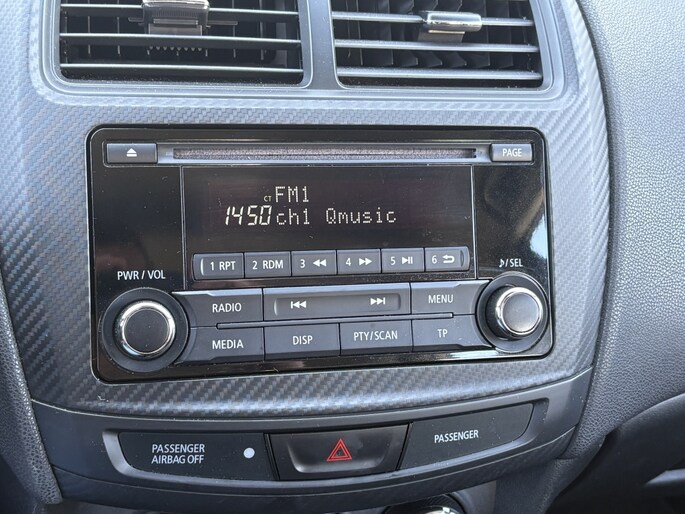 PAGE
FM1
CT
1450 ch1 Qmusic
1 RPT 2 RDM 3 4 5 6
PWR / VOL
♪/SEL
RADIO MENU
MEDIA DISP PTY/SCAN TP
PASSENGER
AIRBAG OFF
PASSENGER